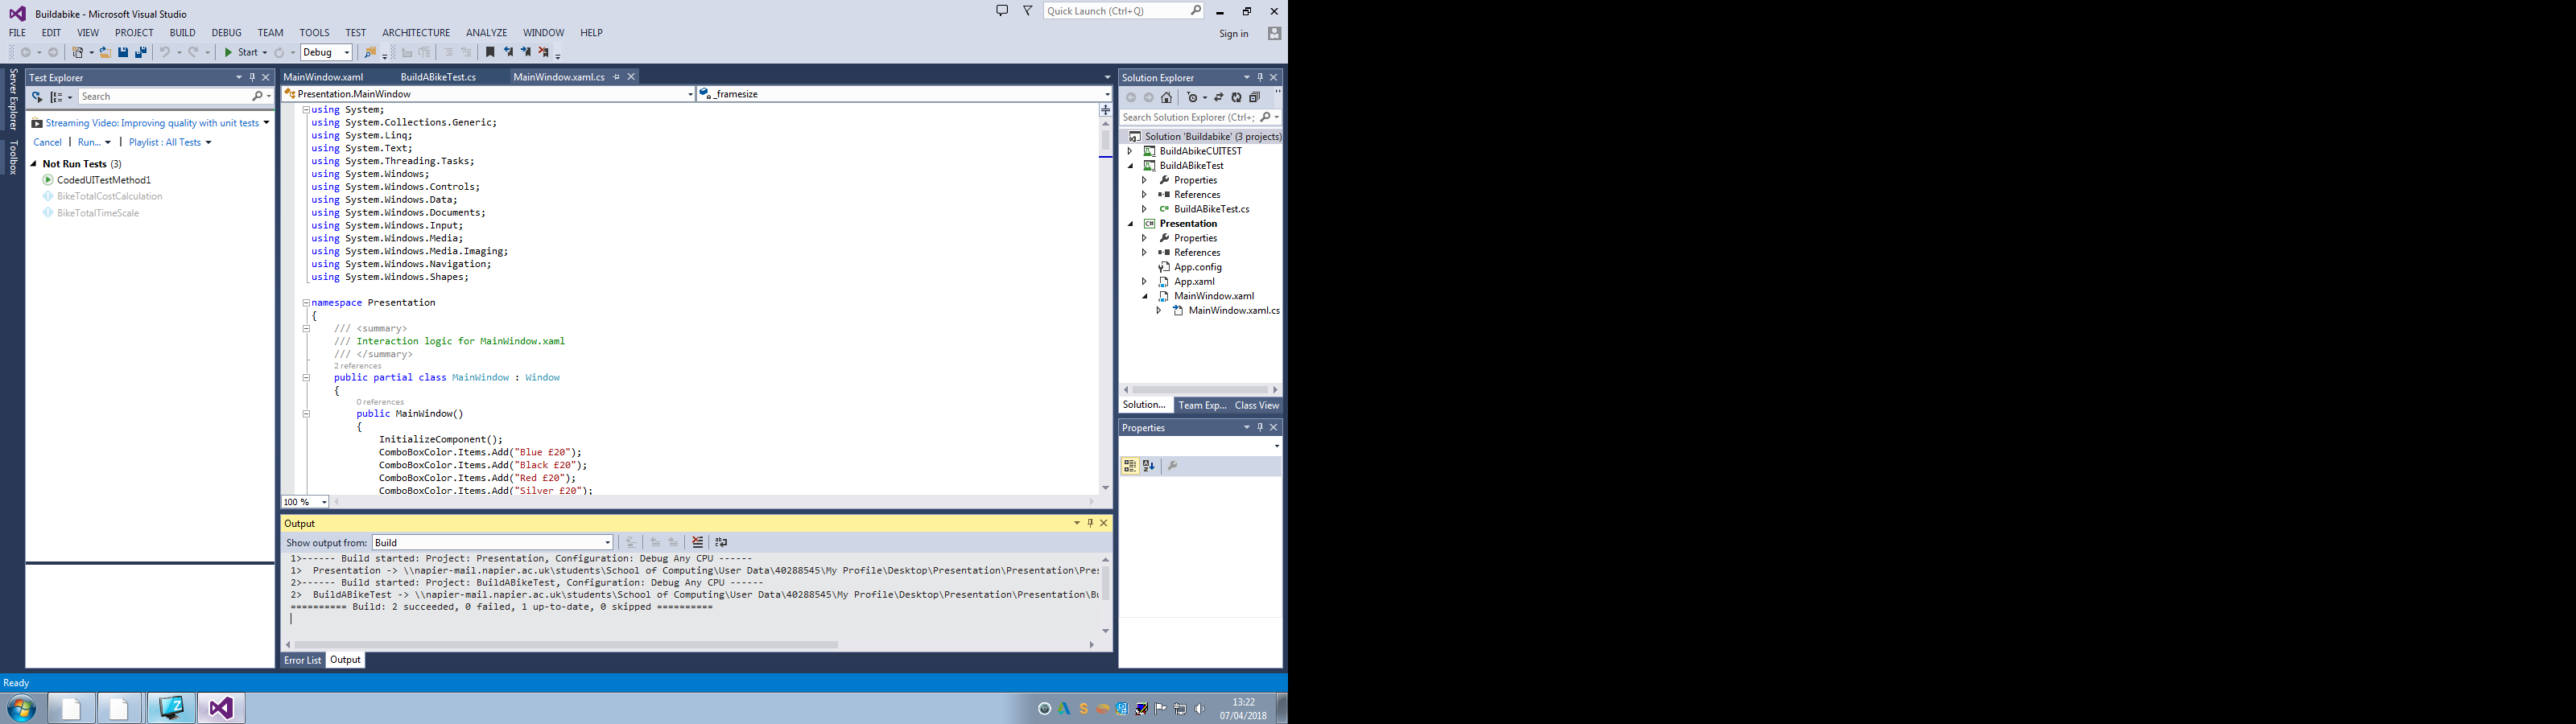 Buildabike - Microsoft Visual Studio
Quick Launch (Ctrl+Q)
FILE EDIT VIEW PROJECT BUILD DEBUG TEAM TOOLS TEST ARCHITECTURE ANALYZE WINDOW HELP
Sign in
Start Debug
Server Explorer
Toolbox
Test Explorer
Search
Streaming Video: Improving quality with unit tests
Cancel | Run... | Playlist : All Tests
Not Run Tests (3)
CodedUITestMethod1
BikeTotalCostCalculation
BikeTotalTimeScale
MainWindow.xaml BuildABikeTest.cs MainWindow.xaml.cs
Presentation.MainWindow _framesize
using System;
using System.Collections.Generic;
using System.Linq;
using System.Text;
using System.Threading.Tasks;
using System.Windows;
using System.Windows.Controls;
using System.Windows.Data;
using System.Windows.Documents;
using System.Windows.Input;
using System.Windows.Media;
using System.Windows.Media.Imaging;
using System.Windows.Navigation;
using System.Windows.Shapes;
namespace Presentation
{
/// <summary>
/// Interaction logic for MainWindow.xaml
/// </summary>
2 references
public partial class MainWindow : Window
{
0 references
public MainWindow()
{
InitializeComponent();
ComboBoxColor.Items.Add("Blue £20");
ComboBoxColor.Items.Add("Black £20");
ComboBoxColor.Items.Add("Red £20");
ComboBoxColor.Items.Add("Silver £20");
100 %
Output
Show output from: Build
1>------ Build started: Project: Presentation, Configuration: Debug Any CPU ------
1>  Presentation -> \\napier-mail.napier.ac.uk\students\School of Computing\User Data\40288545\My Profile\Desktop\Presentation\Presentation\Pres
2>------ Build started: Project: BuildABikeTest, Configuration: Debug Any CPU ------
2>  BuildABikeTest -> \\napier-mail.napier.ac.uk\students\School of Computing\User Data\40288545\My Profile\Desktop\Presentation\Presentation\Bu
========== Build: 2 succeeded, 0 failed, 1 up-to-date, 0 skipped ==========
Error List Output
Solution Explorer
Search Solution Explorer (Ctrl+;
Solution 'Buildabike' (3 projects)
BuildAbikeCUITEST
BuildABikeTest
Properties
References
BuildABikeTest.cs
Presentation
Properties
References
App.config
App.xaml
MainWindow.xaml
MainWindow.xaml.cs
Solution... Team Exp... Class View
Properties
Ready
13:22
07/04/2018